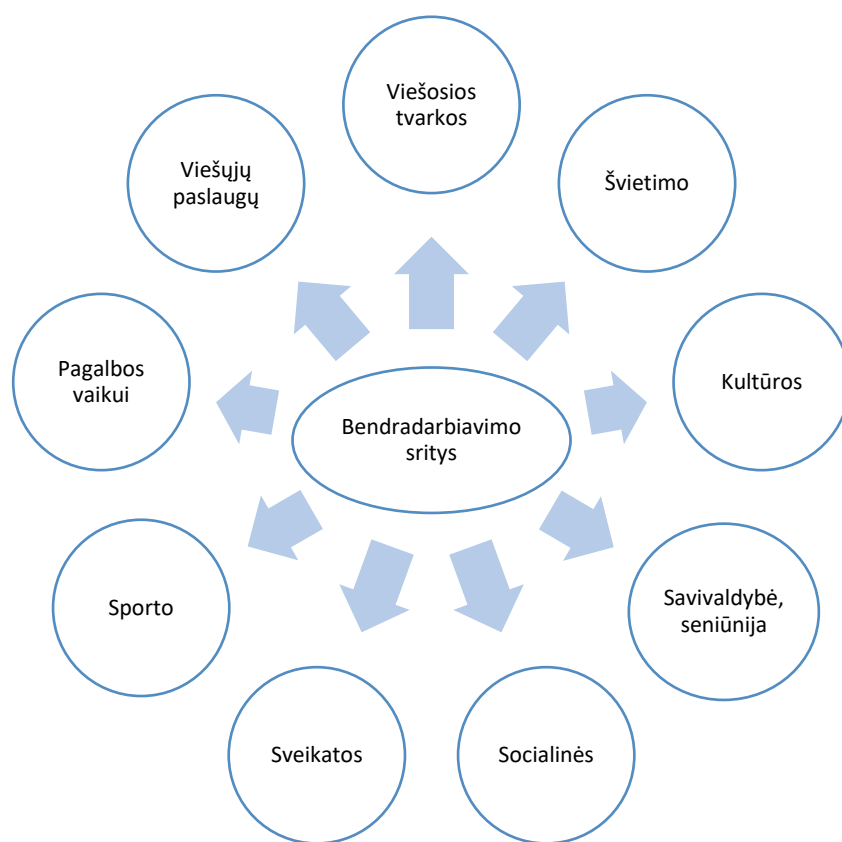 Viešosios
tvarkos
Švietimo
Kultūros
Savivaldybė,
seniūnija
Socialinės
Sveikatos
Sporto
Pagalbos
vaikui
Viešųjų
paslaugų
Bendradarbiavimo
sritys